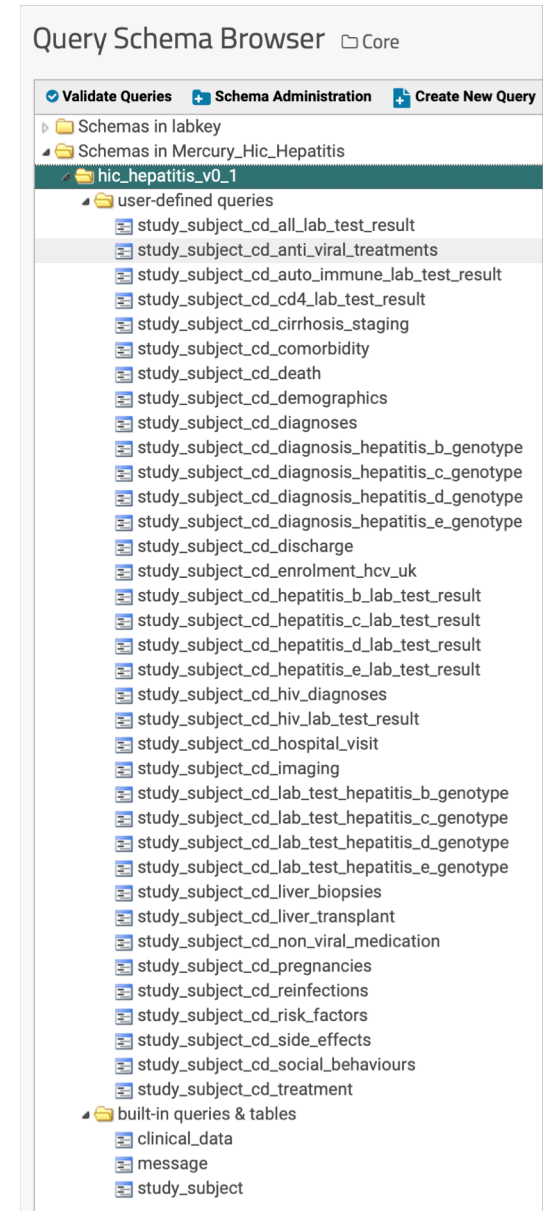 Query Schema Browser Core
Validate Queries Schema Administration Create New Query
Schemas in labkey
Schemas in Mercury_Hic_Hepatitis
hic_hepatitis_v0_1
user-defined queries
study_subject_cd_all_lab_test_result
study_subject_cd_anti_viral_treatments
study_subject_cd_auto_immune_lab_test_result
study_subject_cd_cd4_lab_test_result
study_subject_cd_cirrhosis_staging
study_subject_cd_comorbidity
study_subject_cd_death
study_subject_cd_demographics
study_subject_cd_diagnoses
study_subject_cd_diagnosis_hepatitis_b_genotype
study_subject_cd_diagnosis_hepatitis_c_genotype
study_subject_cd_diagnosis_hepatitis_d_genotype
study_subject_cd_diagnosis_hepatitis_e_genotype
study_subject_cd_discharge
study_subject_cd_enrolment_hcv_uk
study_subject_cd_hepatitis_b_lab_test_result
study_subject_cd_hepatitis_c_lab_test_result
study_subject_cd_hepatitis_d_lab_test_result
study_subject_cd_hepatitis_e_lab_test_result
study_subject_cd_hiv_diagnoses
study_subject_cd_hiv_lab_test_result
study_subject_cd_hospital_visit
study_subject_cd_imaging
study_subject_cd_lab_test_hepatitis_b_genotype
study_subject_cd_lab_test_hepatitis_c_genotype
study_subject_cd_lab_test_hepatitis_d_genotype
study_subject_cd_lab_test_hepatitis_e_genotype
study_subject_cd_liver_biopsies
study_subject_cd_liver_transplant
study_subject_cd_non_viral_medication
study_subject_cd_pregnancies
study_subject_cd_reinfections
study_subject_cd_risk_factors
study_subject_cd_side_effects
study_subject_cd_social_behaviours
study_subject_cd_treatment
built-in queries & tables
clinical_data
message
study_subject